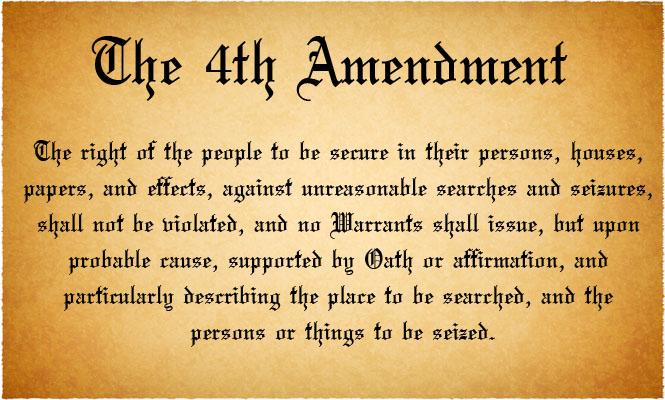 The 4th Amendment
The right of the people to be secure in their persons, houses,
papers, and effects, against unreasonable searches and seizures,
shall not be violated, and no Warrants shall issue, but upon
probable cause, supported by Oath or affirmation, and
particularly describing the place to be searched, and the
persons or things to be seized.